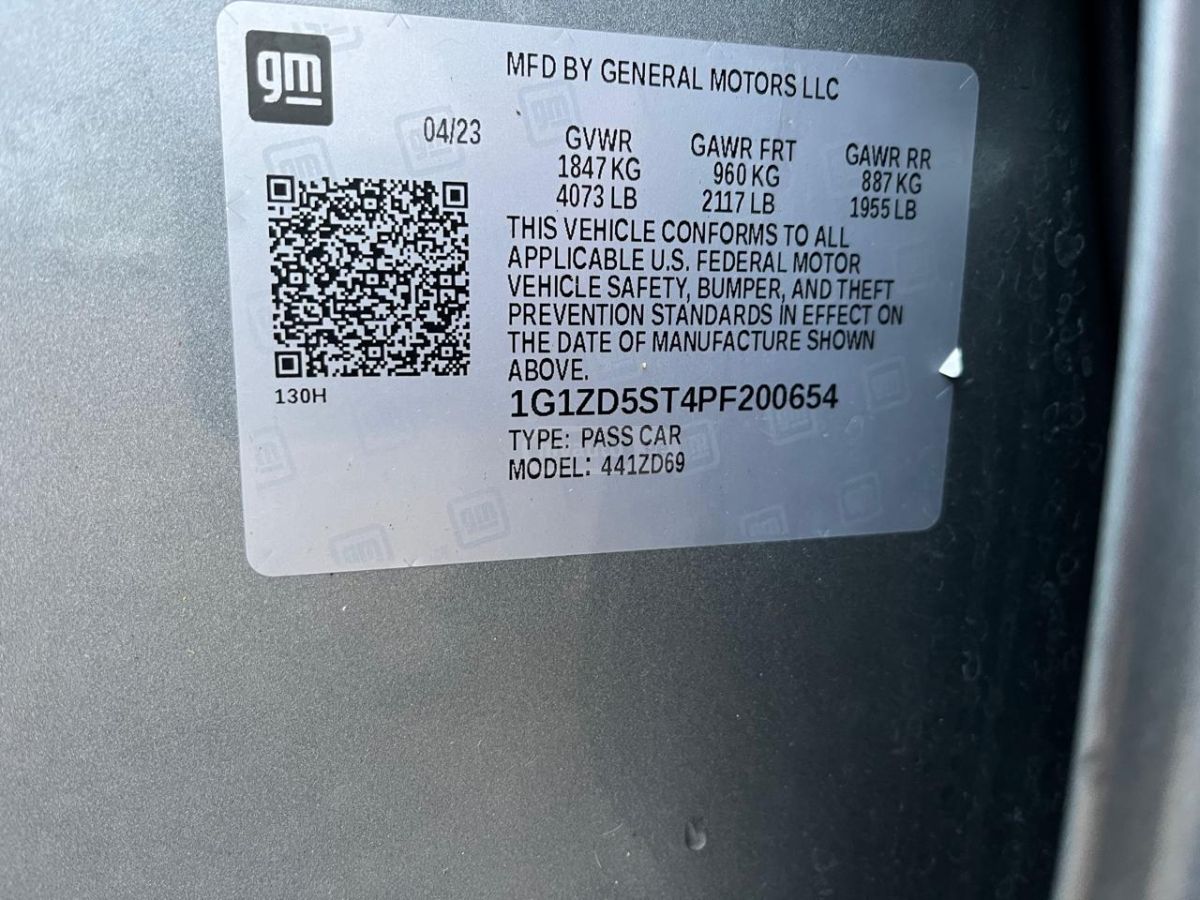 gm
MFD BY GENERAL MOTORS LLC
04/23
GVWR
1847 KG
4073 LB
GAWR FRT
960 KG
2117 LB
GAWR RR
887 KG
1955 LB
THIS VEHICLE CONFORMS TO ALL
APPLICABLE U.S. FEDERAL MOTOR
VEHICLE SAFETY, BUMPER, AND THEFT
PREVENTION STANDARDS IN EFFECT ON
THE DATE OF MANUFACTURE SHOWN
ABOVE.
130H
1G1ZD5ST4PF200654
TYPE: PASS CAR
MODEL: 441ZD69